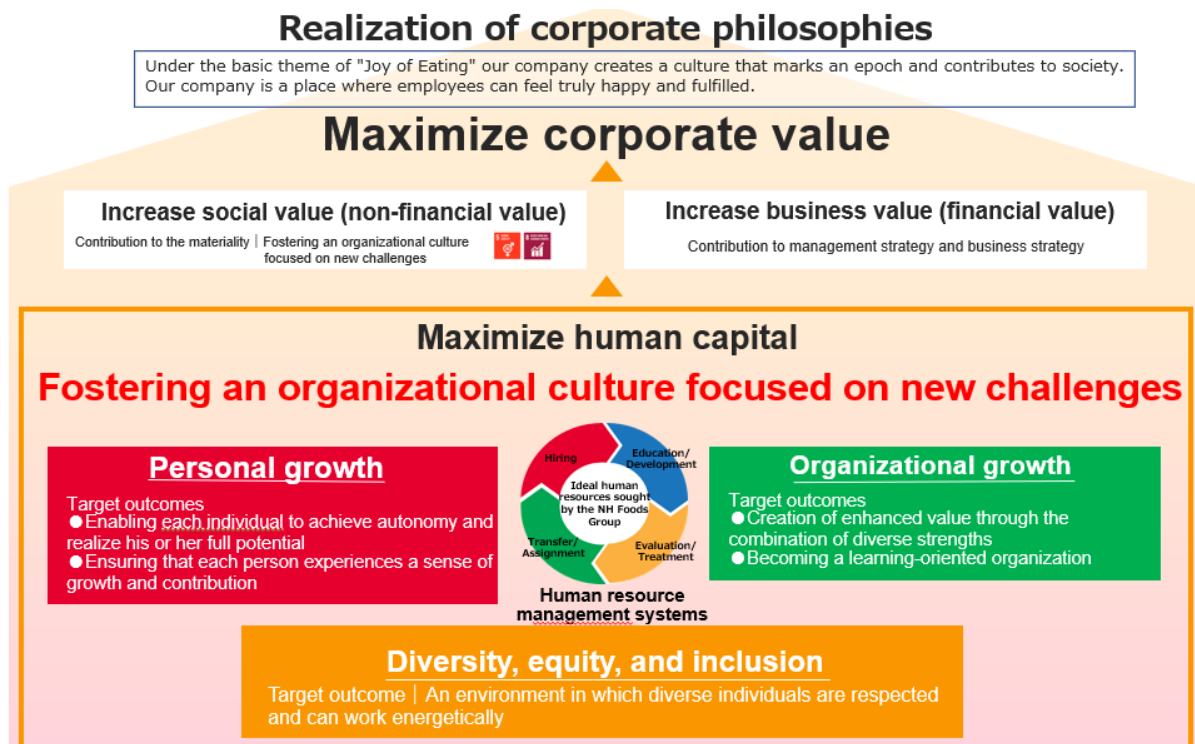 Realization of corporate philosophies
Under the basic theme of "Joy of Eating" our company creates a culture that marks an epoch and contributes to society.
Our company is a place where employees can feel truly happy and fulfilled.
Maximize corporate value
Increase social value (non-financial value)
Contribution to the materiality | Fostering an organizational culture
focused on new challenges
5
8
Increase business value (financial value)
Contribution to management strategy and business strategy
Maximize human capital
Fostering an organizational culture focused on new challenges
Personal growth
Target outcomes
●Enabling each individual to achieve autonomy and
realize his or her full potential
●Ensuring that each person experiences a sense of
growth and contribution
Hiring
Education/
Development
Ideal human
resources sought
by the NH Foods
Group
Transfer/
Assignment
Evaluation/
Treatment
Human resource
management systems
Organizational growth
Target outcomes
●Creation of enhanced value through the
combination of diverse strengths
●Becoming a learning-oriented organization
Diversity, equity, and inclusion
Target outcome | An environment in which diverse individuals are respected
and can work energetically